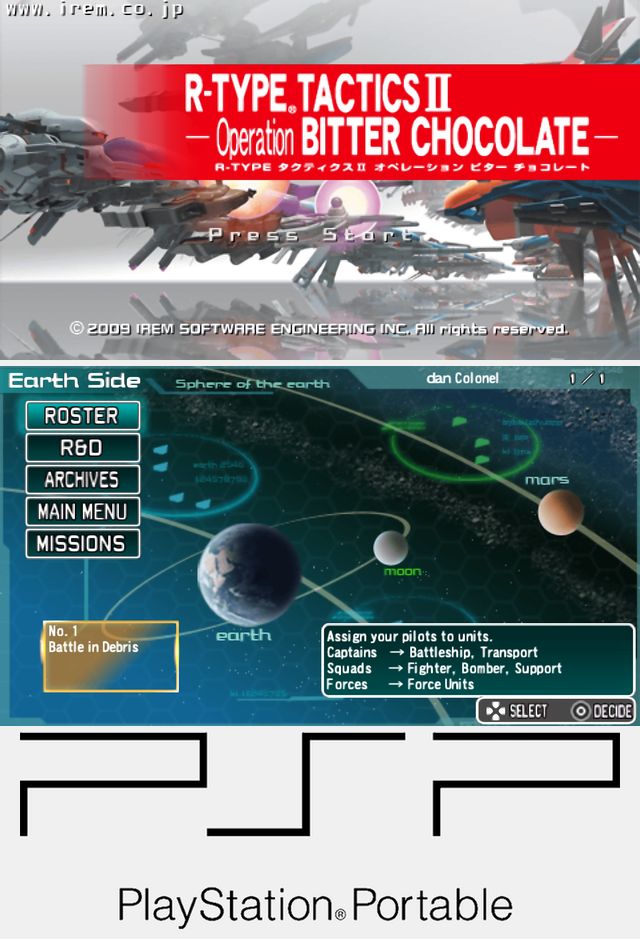 www.irem.co.jp
R-TYPE® TACTICS II
— Operation BITTER CHOCOLATE —
R-TYPE タクティクスII オペレーション ビター チョコレート
Press Start
© 2009 IREM SOFTWARE ENGINEERING INC. All rights reserved.
Earth Side
Sphere of the earth
dan Colonel
1 / 1
ROSTER
R&D
ARCHIVES
MAIN MENU
MISSIONS
mars
moon
earth
No. 1
Battle in Debris
Assign your pilots to units.
Captains → Battleship, Transport
Squads → Fighter, Bomber, Support
Forces → Force Units
SELECT
DECIDE
PSP
PlayStation®Portable